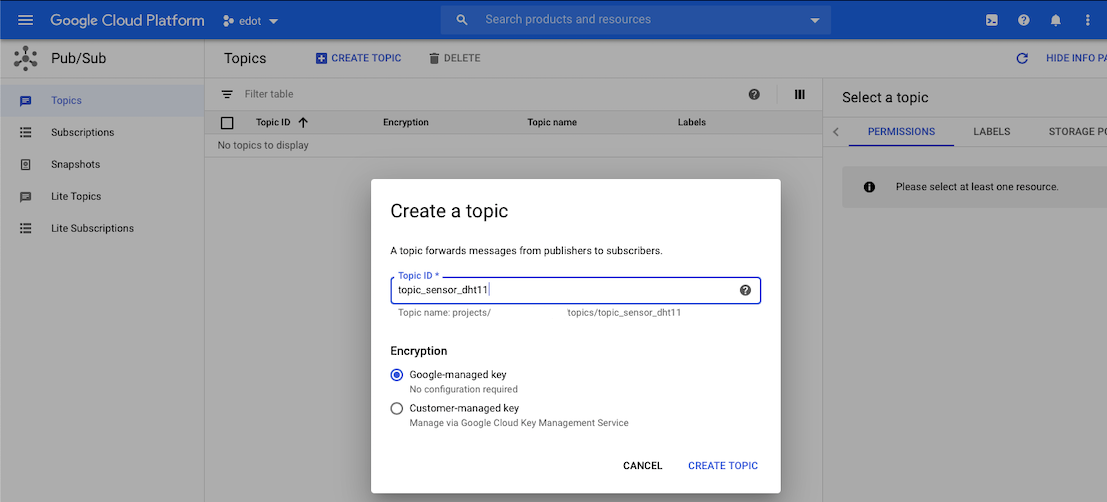 Google Cloud Platform edot Search products and resources
Pub/Sub
Topics
Subscriptions
Snapshots
Lite Topics
Lite Subscriptions
Topics CREATE TOPIC DELETE HIDE INFO PA
Filter table
Topic ID Encryption Topic name Labels
No topics to display
Select a topic
PERMISSIONS LABELS STORAGE PO
Please select at least one resource.
Create a topic
A topic forwards messages from publishers to subscribers.
Topic ID *
topic_sensor_dht11
Topic name: projects/ topics/topic_sensor_dht11
Encryption
Google-managed key
No configuration required
Customer-managed key
Manage via Google Cloud Key Management Service
CANCEL CREATE TOPIC